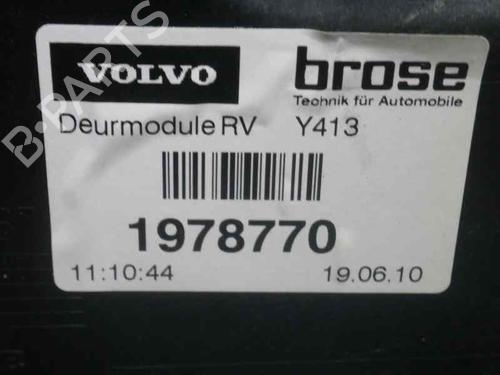 VOLVO
brose
Technik für Automobile
Deurmodule RV Y413
1978770
11:10:44 19.06.10
B-PARTS